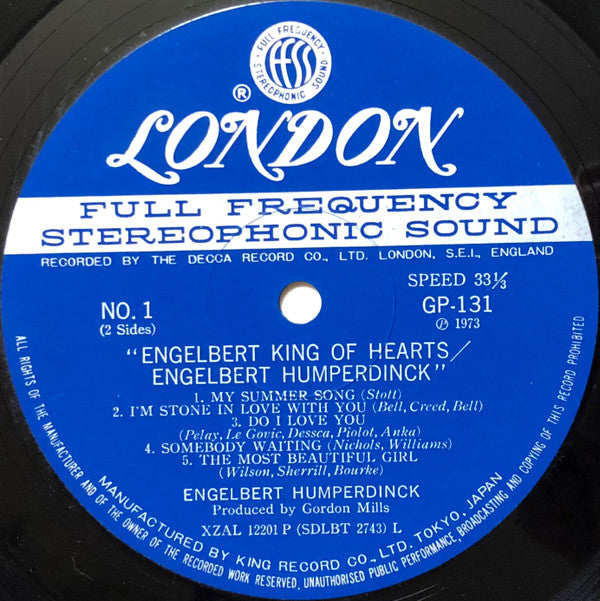 FULL FREQUENCY
STEREOPHONIC SOUND
FFSS
®
LONDON
FULL FREQUENCY
STEREOPHONIC SOUND
RECORDED BY THE DECCA RECORD CO., LTD. LONDON, S.E.I., ENGLAND
SPEED 33⅓
NO. 1
GP-131
(2 Sides)
℗ 1973
"ENGELBERT KING OF HEARTS/
ENGELBERT HUMPERDINCK"
1. MY SUMMER SONG (Stott)
2. I'M STONE IN LOVE WITH YOU (Bell, Creed, Bell)
3. DO I LOVE YOU
(Pelay, Le Govic, Dessca, Piolot, Anka)
4. SOMEBODY WAITING (Nichols, Williams)
5. THE MOST BEAUTIFUL GIRL
(Wilson, Sherrill, Bourke)
ENGELBERT HUMPERDINCK
Produced by Gordon Mills
XZAL 12201 P (SDLBT 2743) L
MANUFACTURED BY KING RECORD CO., LTD. TOKYO, JAPAN
ALL RIGHTS OF THE MANUFACTURER AND OF THE OWNER OF THE RECORDED WORK RESERVED, UNAUTHORISED PUBLIC PERFORMANCE, BROADCASTING AND COPYING OF THIS RECORD PROHIBITED